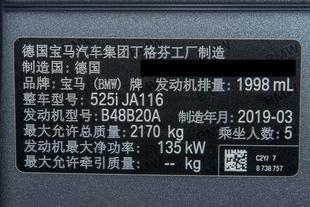 德国宝马汽车集团丁格芬工厂制造
制造国：德国
品牌：宝马 (BMW) 牌 发动机排量：1998 mL
整车型号：525i JA116
发动机型号：B48B20A 制造年月：2019-03
最大允许总质量：2170 kg 乘坐人数：5
发动机最大净功率：135 kW
最大允许牵引质量：-- kg
C2Y/ 7
8 738 757